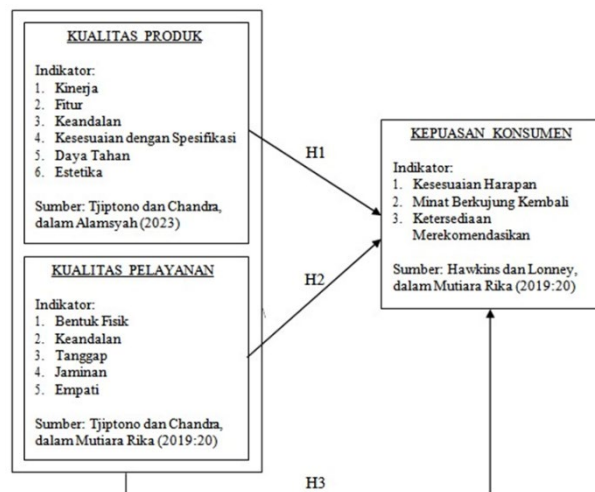 KUALITAS PRODUK
Indikator:
1. Kinerja
2. Fitur
3. Keandalan
4. Kesesuaian dengan Spesifikasi
5. Daya Tahan
6. Estetika
Sumber: Tjiptono dan Chandra,
dalam Alamsyah (2023)
KUALITAS PELAYANAN
Indikator:
1. Bentuk Fisik
2. Keandalan
3. Tanggap
4. Jaminan
5. Empati
Sumber: Tjiptono dan Chandra,
dalam Mutiara Rika (2019:20)
H1
H2
KEPUASAN KONSUMEN
Indikator:
1. Kesesuaian Harapan
2. Minat Berkujung Kembali
3. Ketersediaan
Merekomendasikan
Sumber: Hawkins dan Lonney,
dalam Mutiara Rika (2019:20)
H3